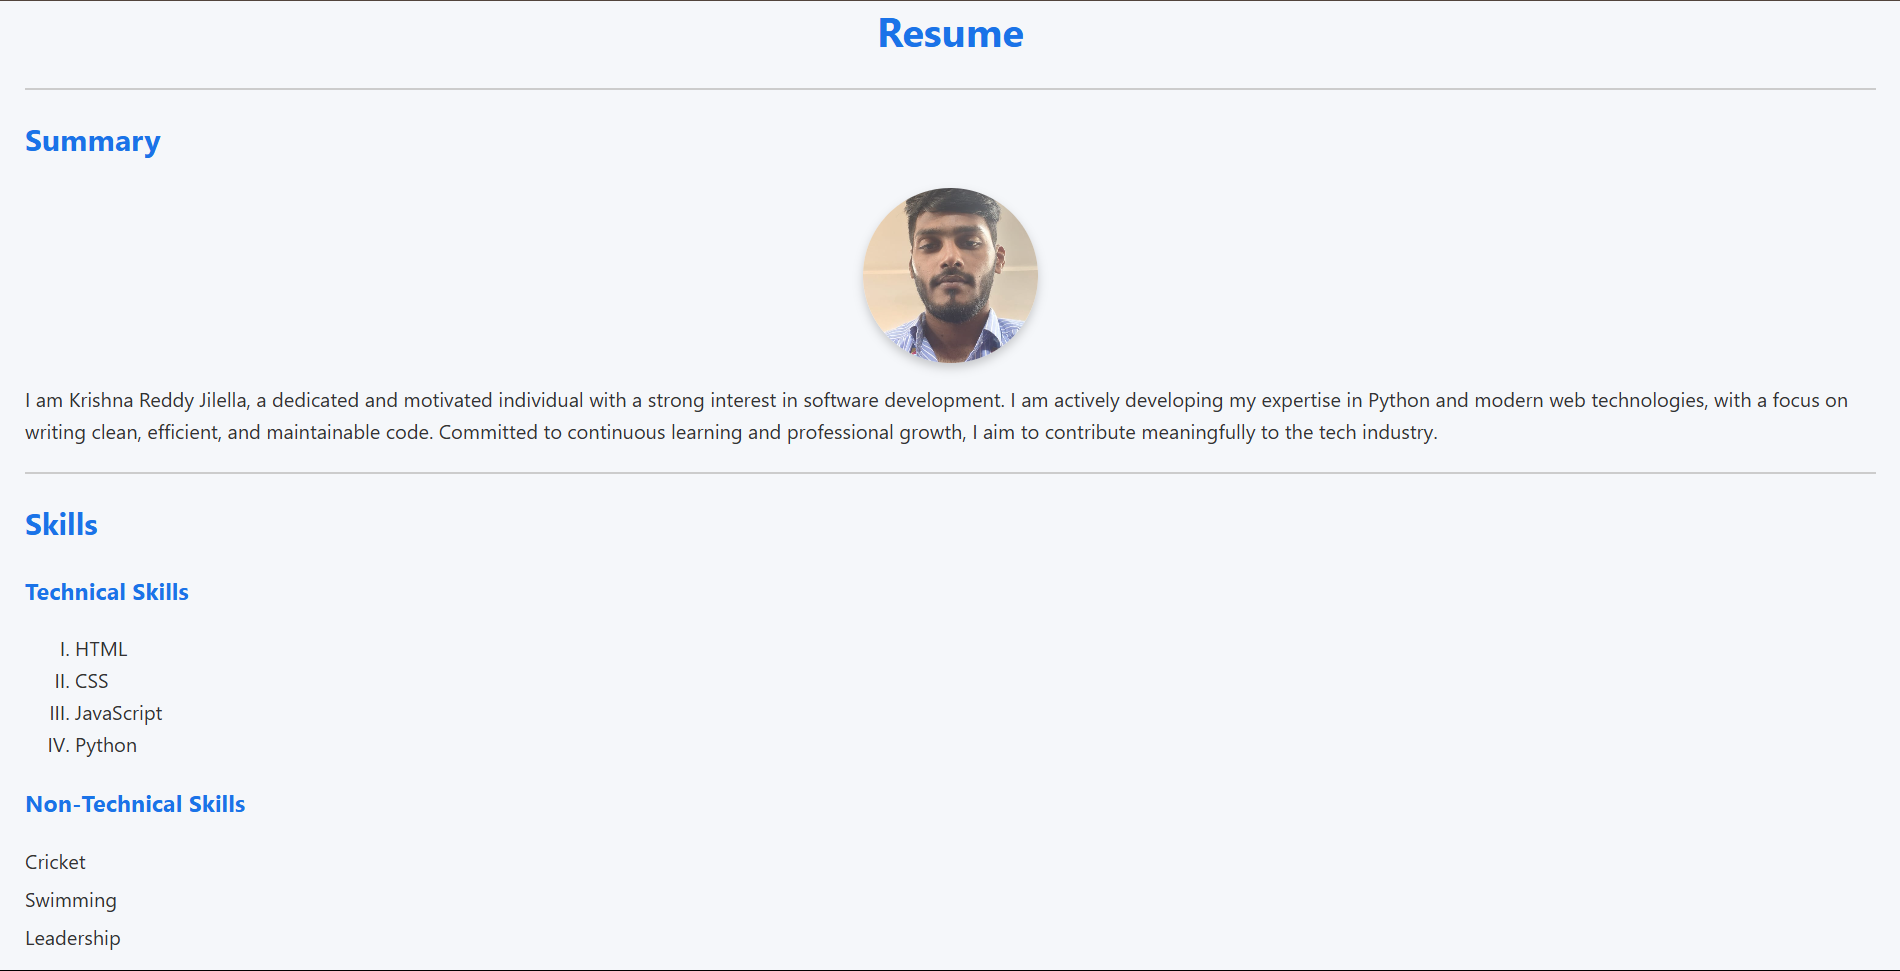 Resume
Summary
I am Krishna Reddy Jilella, a dedicated and motivated individual with a strong interest in software development. I am actively developing my expertise in Python and modern web technologies, with a focus on
writing clean, efficient, and maintainable code. Committed to continuous learning and professional growth, I aim to contribute meaningfully to the tech industry.
Skills
Technical Skills
I. HTML
II. CSS
III. JavaScript
IV. Python
Non-Technical Skills
Cricket
Swimming
Leadership